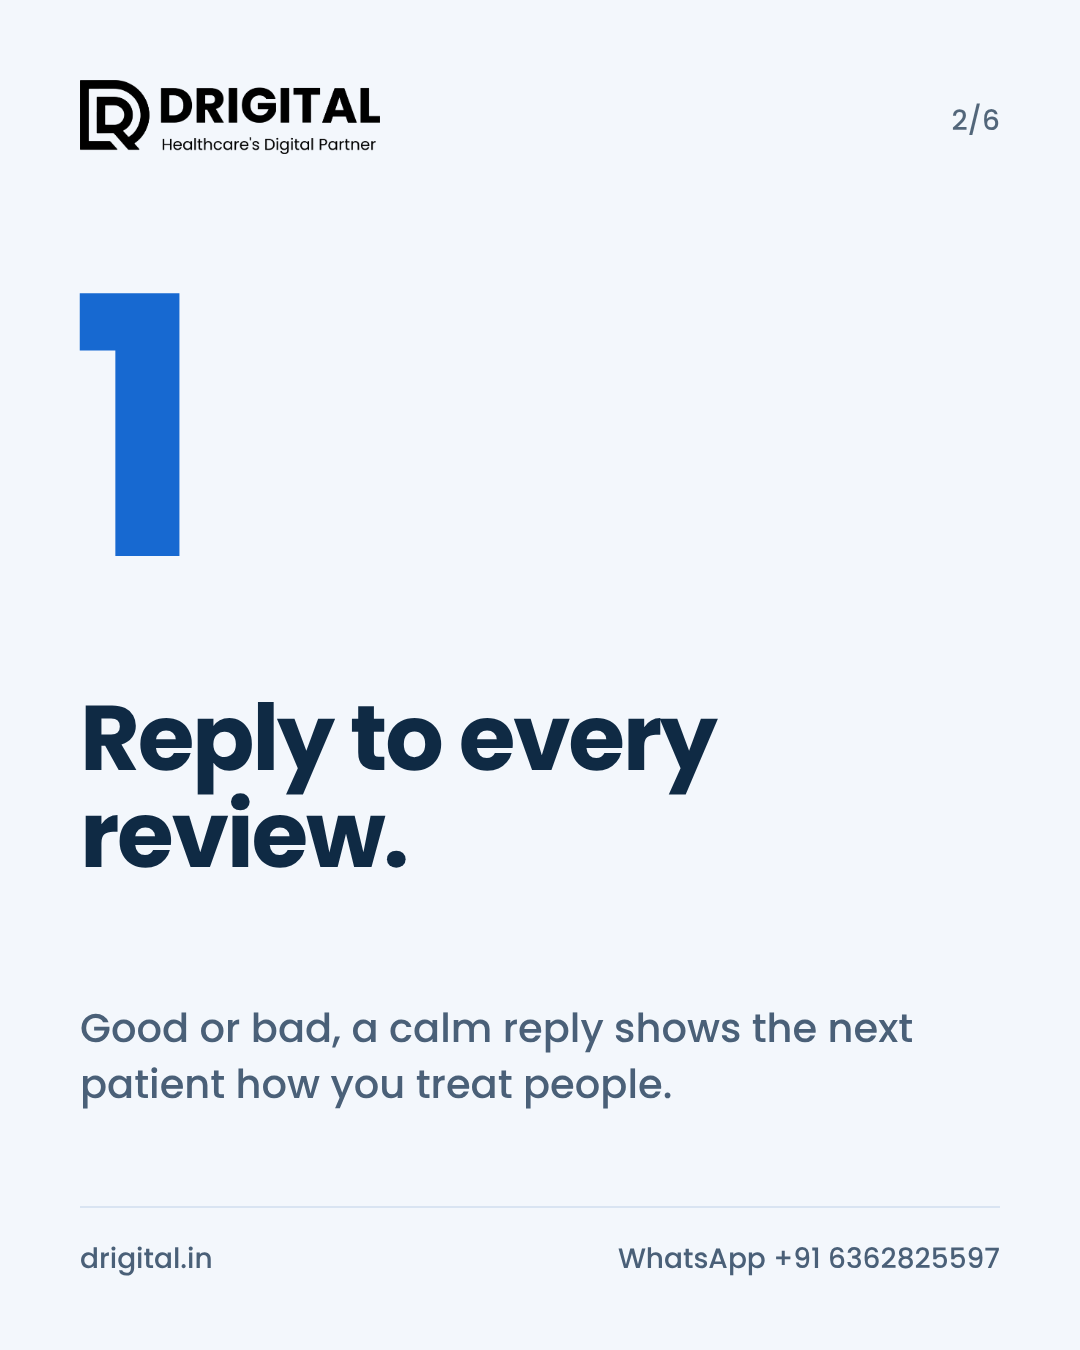 DRIGITAL
Healthcare's Digital Partner
2/6
1
Reply to every
review.
Good or bad, a calm reply shows the next
patient how you treat people.
drigital.in
WhatsApp +91 6362825597